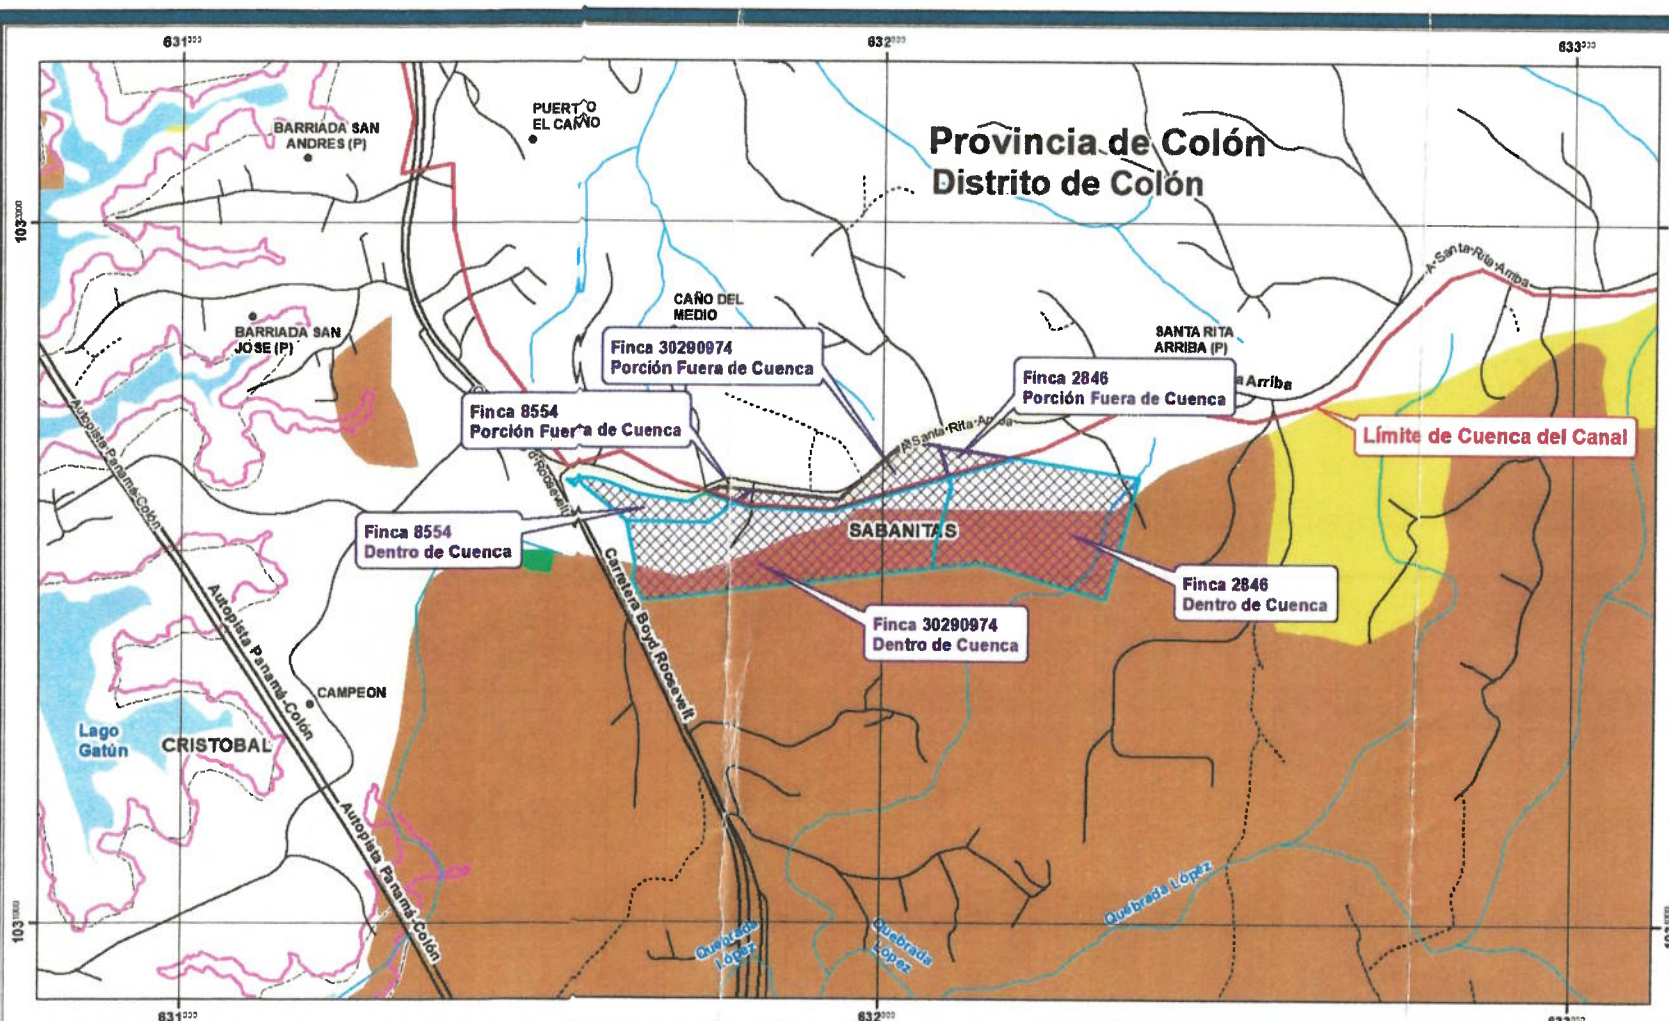 631⁰⁰⁰
632⁰⁰⁰
633⁰⁰⁰
BARRIADA SAN
ANDRES (P)
PUERTO
EL CAÑO
Provincia de Colón
Distrito de Colón
A Santa Rita Arriba
BARRIADA SAN
JOSE (P)
CAÑO DEL
MEDIO
SANTA RITA
ARRIBA (P)
Finca 30290974
Porción Fuera de Cuenca
Finca 2846
Porción Fuera de Cuenca
a Arriba
Finca 8554
Porción Fuera de Cuenca
A Santa Rita Arriba
Límite de Cuenca del Canal
Autopista Panamá-Colón
d Roosevelt
Finca 8554
Dentro de Cuenca
SABANITAS
Finca 2846
Dentro de Cuenca
Finca 30290974
Dentro de Cuenca
Carretera Boyd Roosevelt
Autopista Panamá-Colón
CAMPEON
Lago
Gatún
CRISTOBAL
Autopista Panamá-Colón
Quebrada López
Quebrada
López
Quebrada
López
631⁰⁰⁰
632⁰⁰⁰